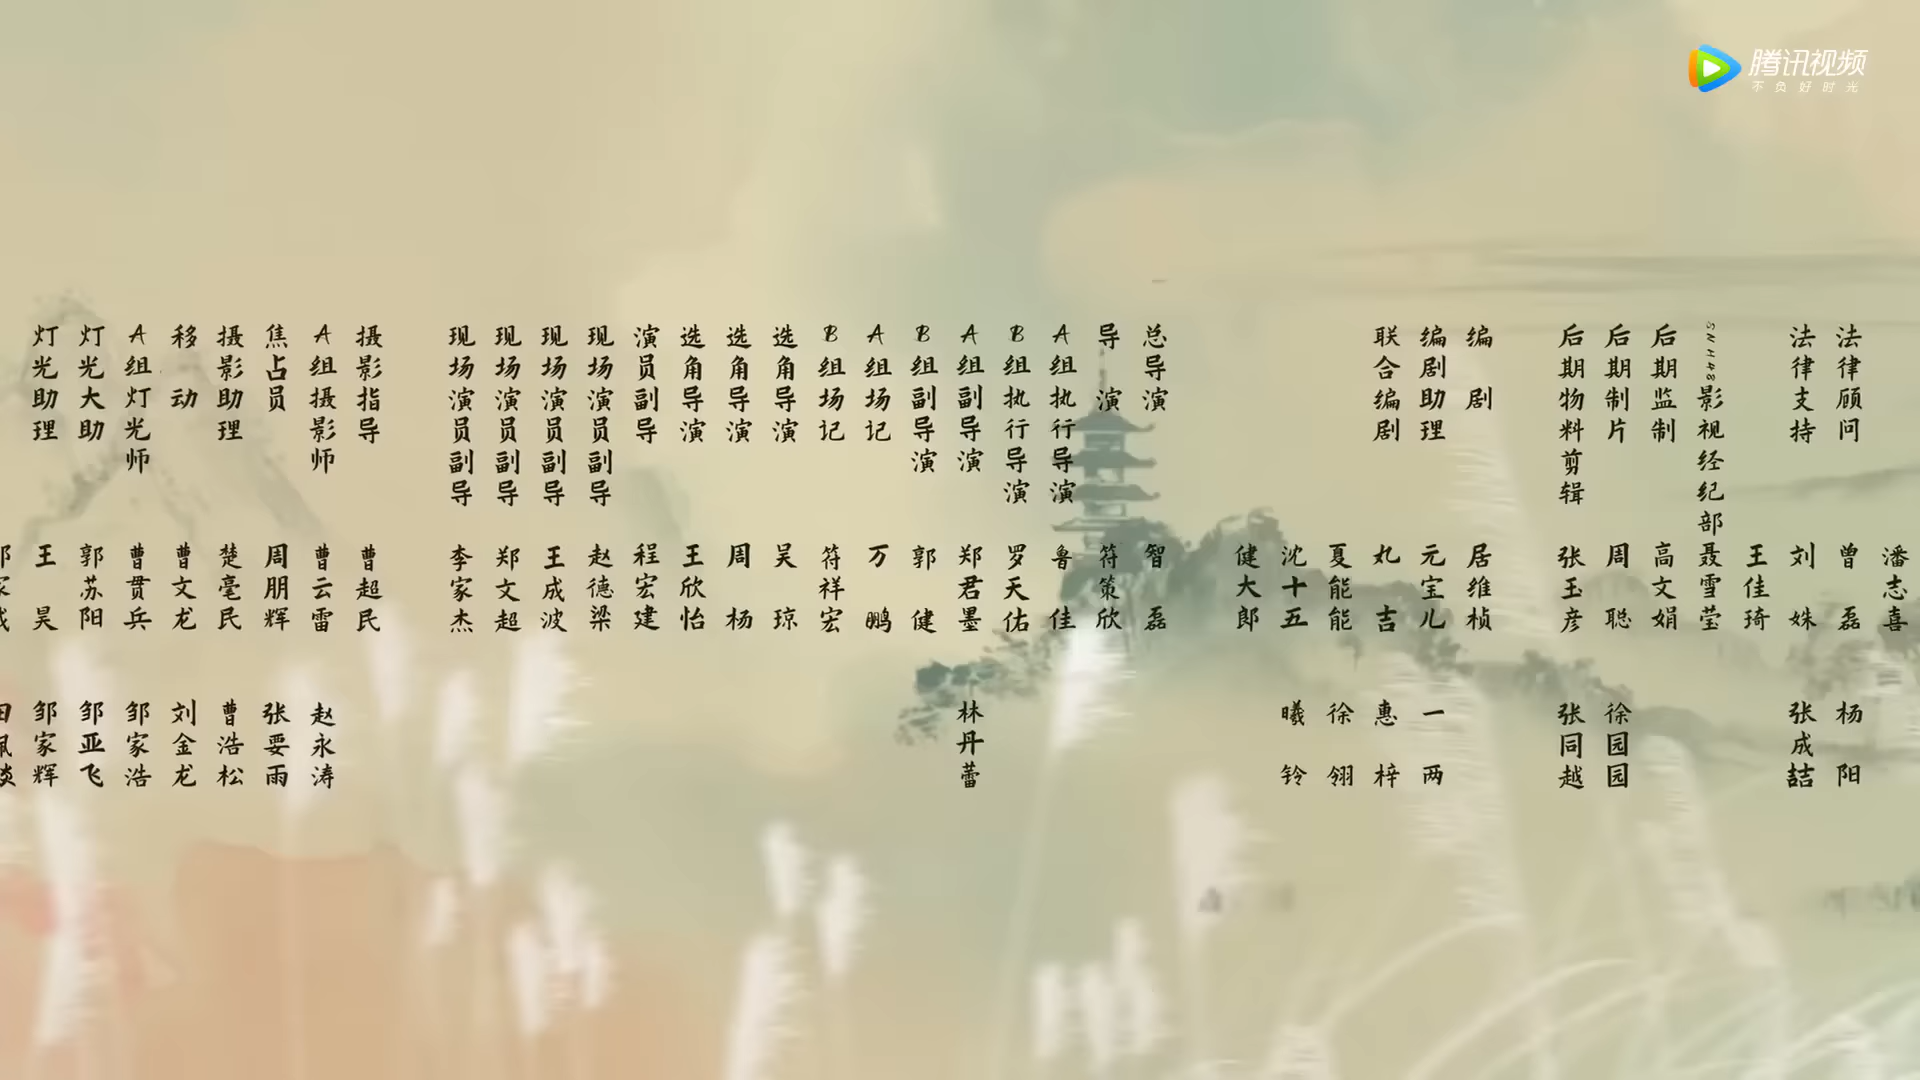 腾讯视频
不负好时光
潘志喜
法律顾问 曾磊 杨阳
法律支持 刘姝 张成喆
王佳琦
SNH48影视经纪部 聂雪莹
后期监制 高文娟
后期制片 周聪 徐园园
后期物料剪辑 张玉彦 张同越
编剧 居维桢
编剧助理 元宝儿 一两
联合编剧 丸吉 惠梓
夏能能 徐翎
沈十五 曦铃
健大郎
总导演 智磊
导演 符策欣
A组执行导演 鲁佳
B组执行导演 罗天佑
A组副导演 郑君墨 林丹蕾
B组副导演 郭健
A组场记 万鹏
B组场记 符祥宏
选角导演 吴琼
选角导演 周杨
选角导演 王欣怡
演员副导 程宏建
现场演员副导 赵德梁
现场演员副导 王成波
现场演员副导 郑文超
现场演员副导 李家杰
摄影指导 曹超民
A组摄影师 曹云雷 赵永涛
焦点员 周朋辉 张要雨
摄影助理 楚毫民 曹浩松
移动 曹文龙 刘金龙
A组灯光师 曹贯兵 邹家浩
灯光大助 郭苏阳 邹亚飞
灯光助理 王昊 邹家辉